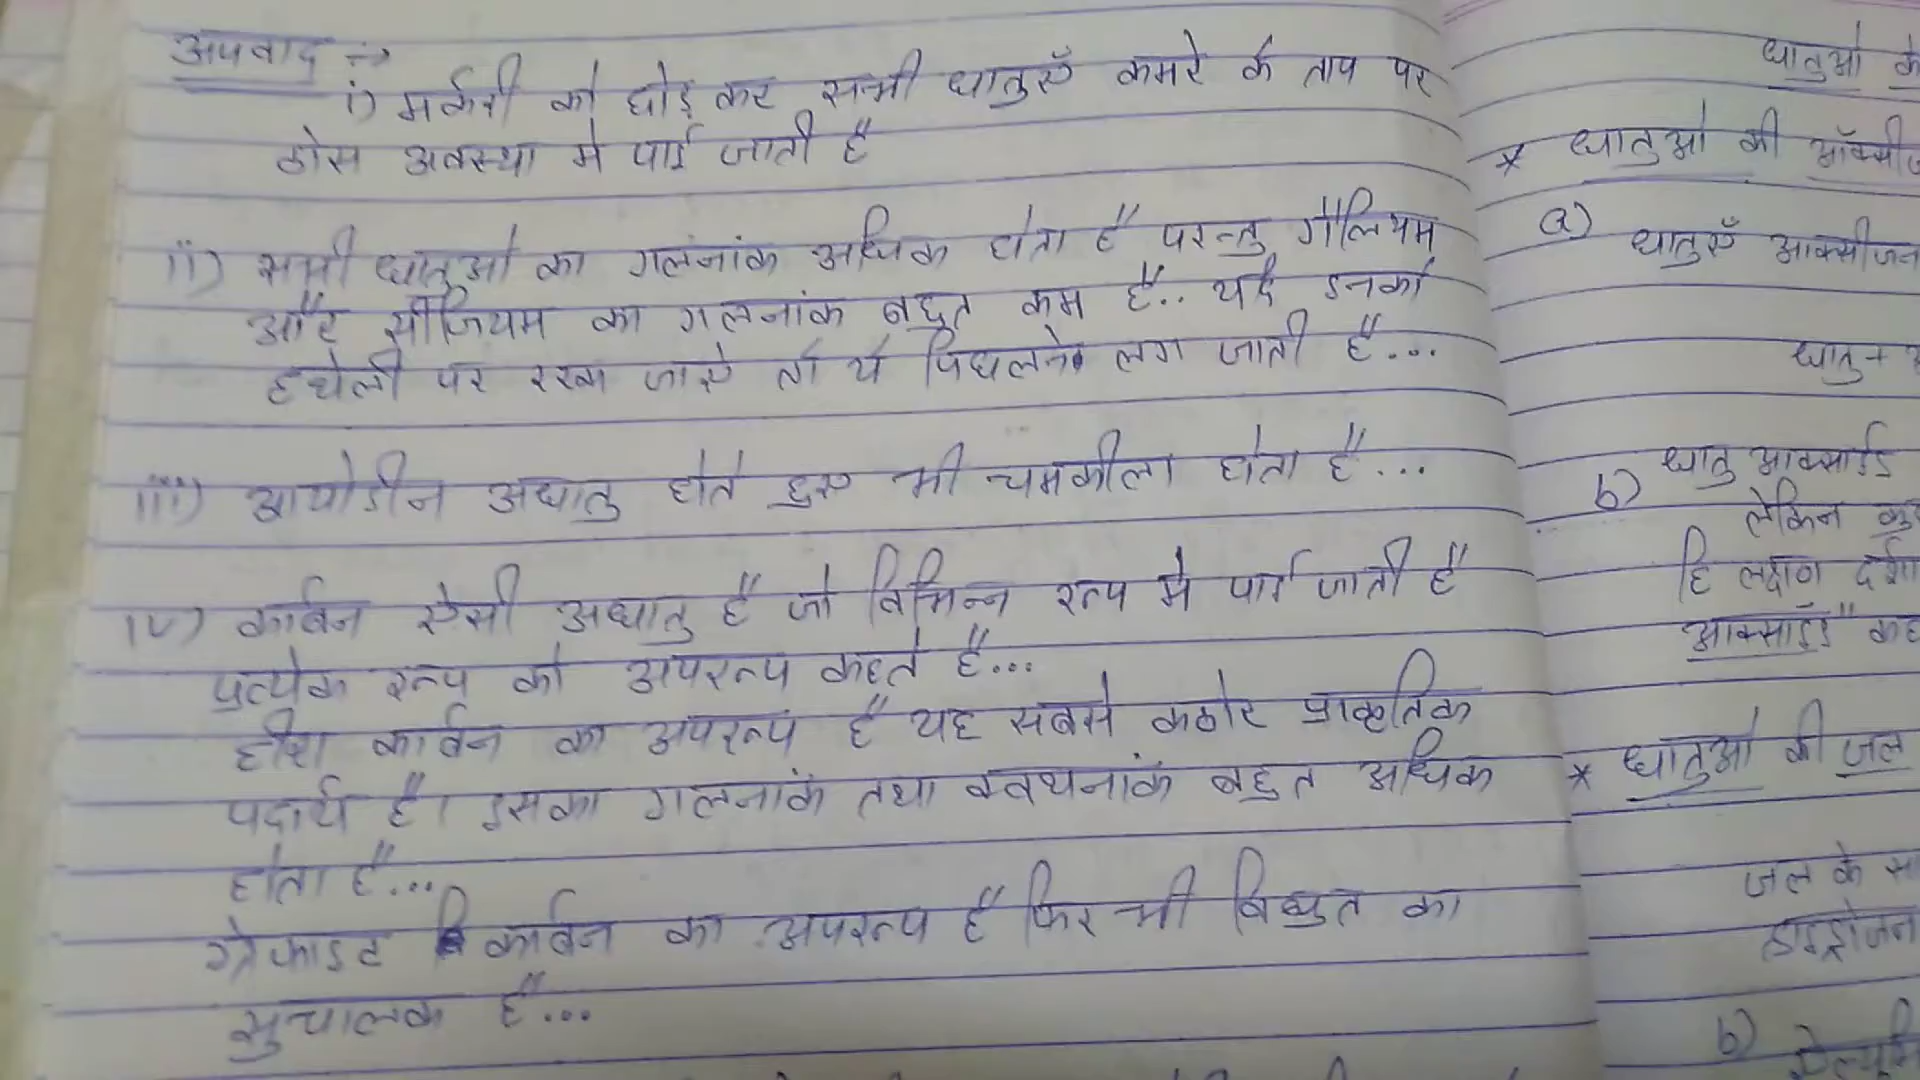 अपवाद :->
i) मर्करी को छोड़ कर सभी धातुएँ कमरे के ताप पर
ठोस अवस्था में पाई जाती है
ii) सभी धातुओं का गलनांक अधिक होता है परन्तु गैलियम
और सीजियम का गलनांक बहुत कम है.. यदि इनको
हथेली पर रखा जाए तो ये पिघलने लग जाती है...
iii) आयोडीन अधातु होते हुए भी चमकीला होता है...
iv) कार्बन ऐसी अधातु है जो विभिन्न रूप में पाई जाती है
प्रत्येक रूप को अपररूप कहते है...
हीरा कार्बन का अपररूप है यह सबसे कठोर प्राकृतिक
पदार्थ है। इसका गलनांक तथा क्वथनांक बहुत अधिक
होता है...
ग्रेफाइट कार्बन का अपररूप है फिर भी विद्युत का
सुचालक है...
धातुओं के
* धातुओं की
a) धातुएँ आक्सीजन
धातु +
b) धातु आक्साईड
लेकिन
हि लक्षण
आक्साइड कह
* धातुओं की जल
जल के
हाइड्रोजन
b)